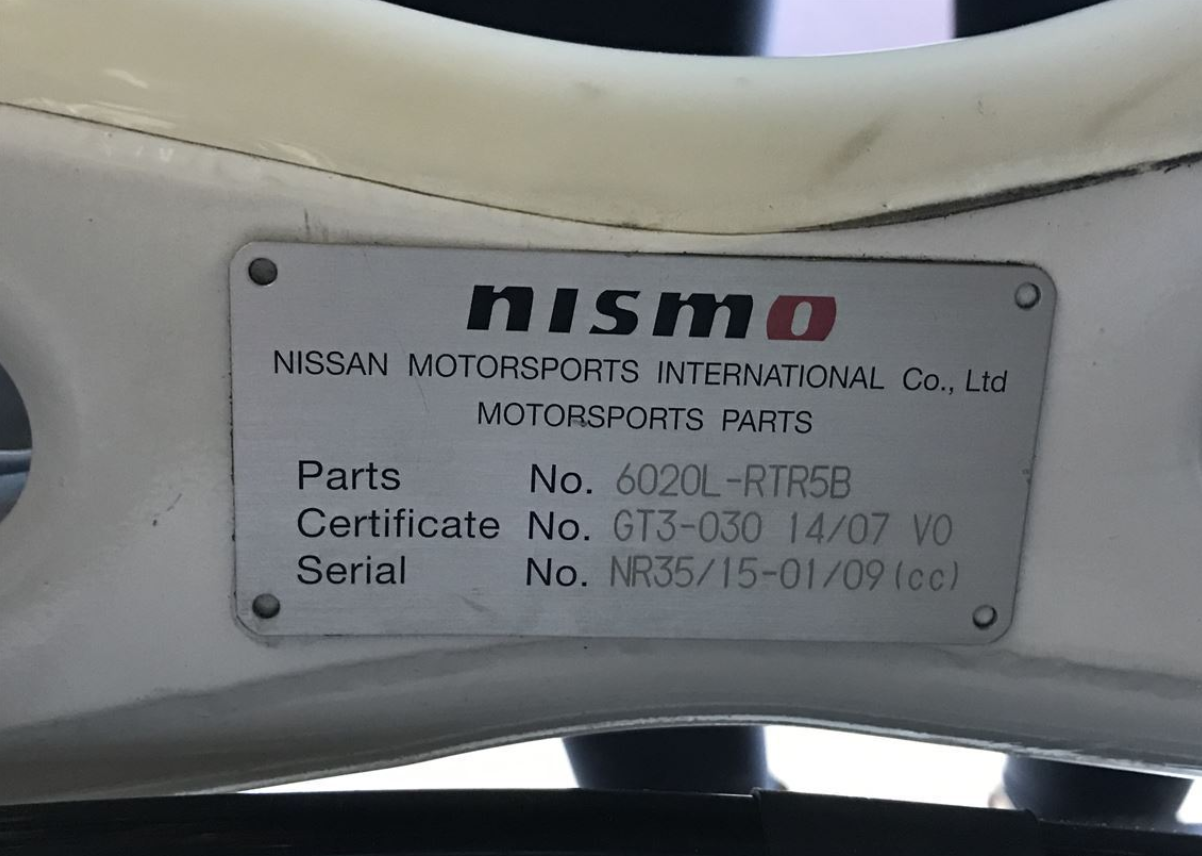 nismo
NISSAN MOTORSPORTS INTERNATIONAL Co., Ltd
MOTORSPORTS PARTS
Parts No. 6020L-RTR5B
Certificate No. GT3-030 14/07 VO
Serial No. NR35/15-01/09(cc)